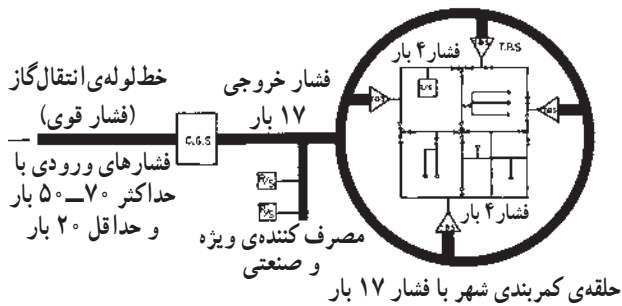 خط لوله‌ی انتقال گاز
(فشار قوی)
C.G.S
فشارهای ورودی با
حداکثر ۷۰ــ۵۰ بار
و حداقل ۲۰ بار
فشار خروجی
۱۷ بار
R/S
R/S
مصرف کننده‌ی ویژه
و صنعتی
فشار ۴ بار
T.B.S
T.B.S
T.B.S
فشار ۴ بار
T.B.S
حلقه‌ی کمربندی شهر با فشار ۱۷ بار